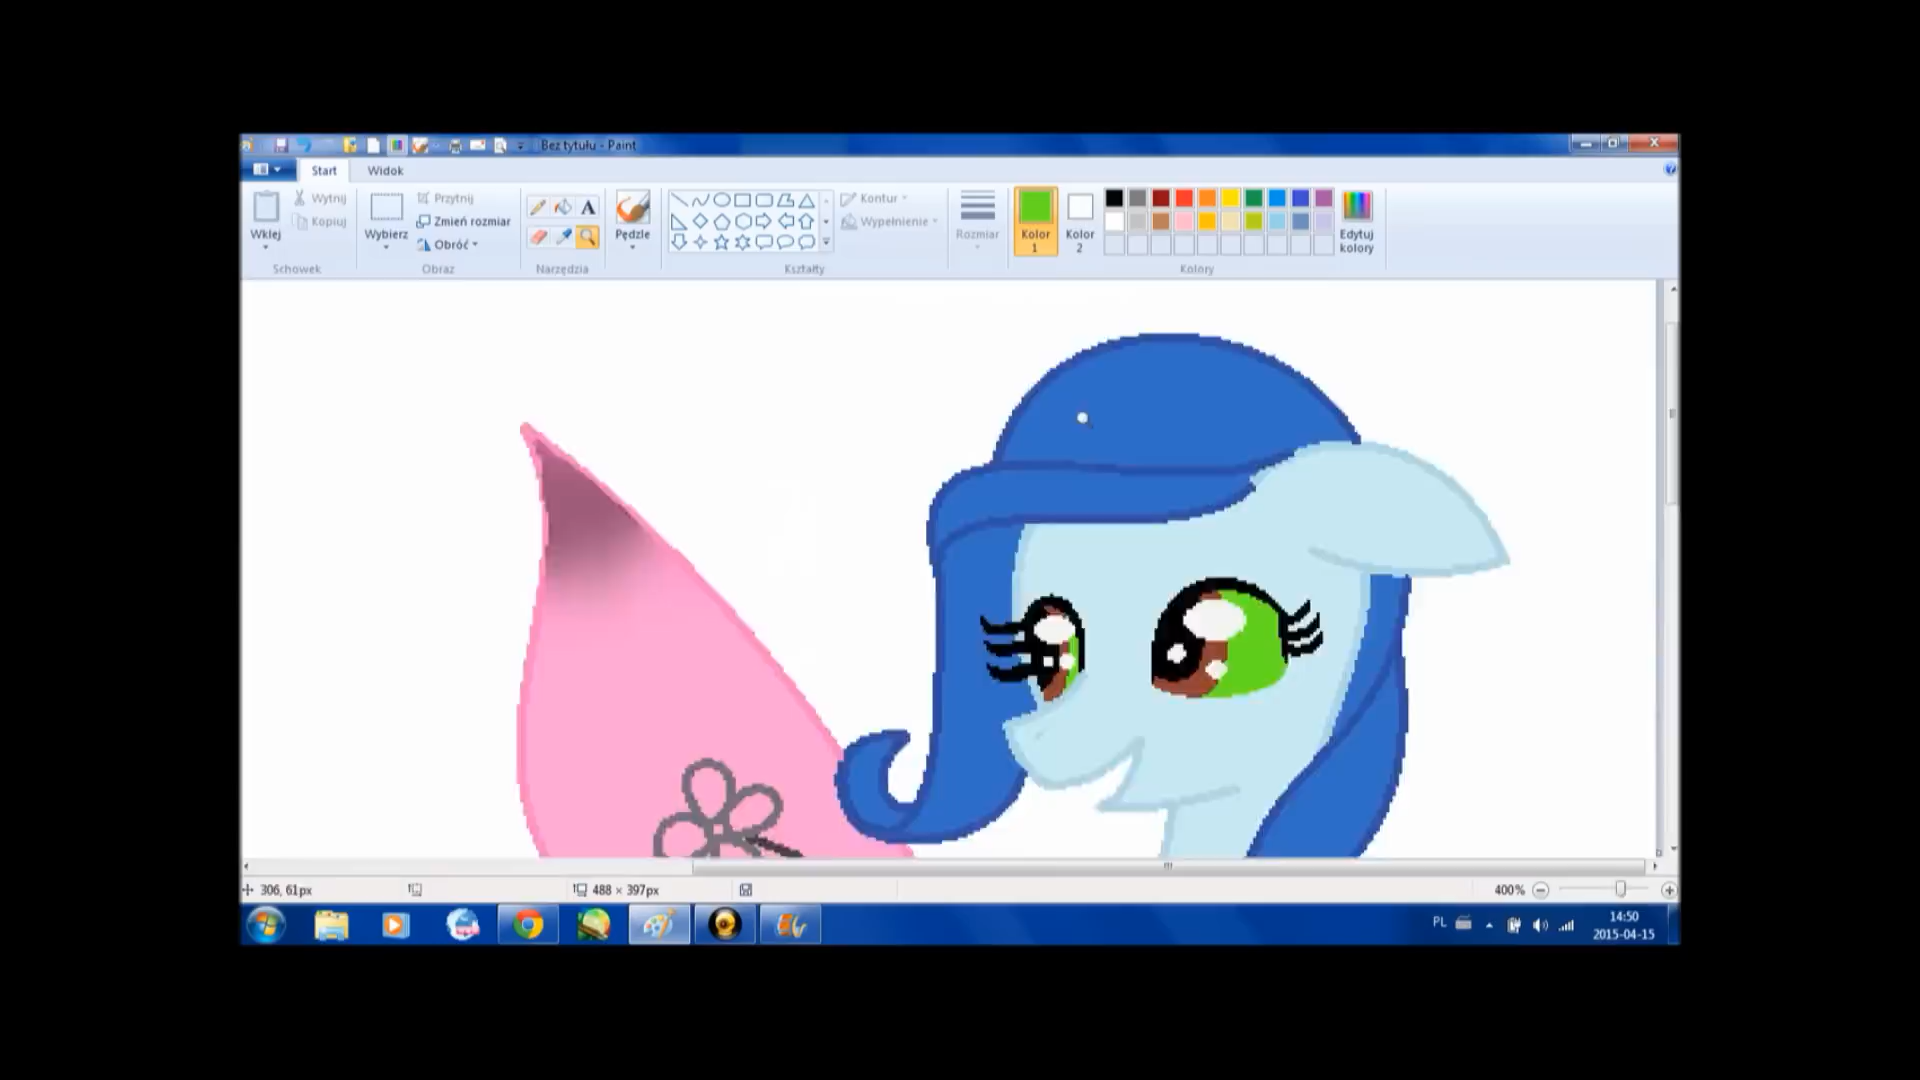 Bez tytułu - Paint
Start Widok
Wklej
Wytnij
Kopiuj
Schowek
Wybierz
Przytnij
Zmień rozmiar
Obróć
Obraz
A
Narzędzia
Pędzle
Kształty
Kontur
Wypełnienie
Rozmiar
Kolor 1
Kolor 2
Edytuj kolory
Kolory
306, 61px
488 × 397px
400%
PL
14:50
2015-04-15